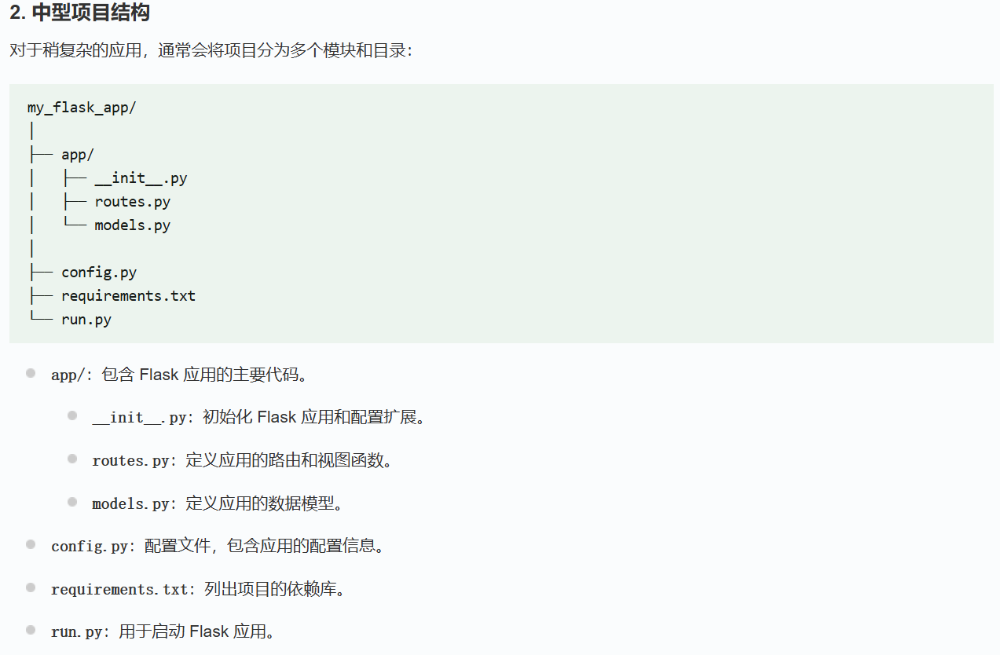 2. 中型项目结构
对于稍复杂的应用，通常会将项目分为多个模块和目录：
my_flask_app/
│
├── app/
│   ├── __init__.py
│   ├── routes.py
│   └── models.py
│
├── config.py
├── requirements.txt
└── run.py
app/：包含 Flask 应用的主要代码。
__init__.py：初始化 Flask 应用和配置扩展。
routes.py：定义应用的路由和视图函数。
models.py：定义应用的数据模型。
config.py：配置文件，包含应用的配置信息。
requirements.txt：列出项目的依赖库。
run.py：用于启动 Flask 应用。